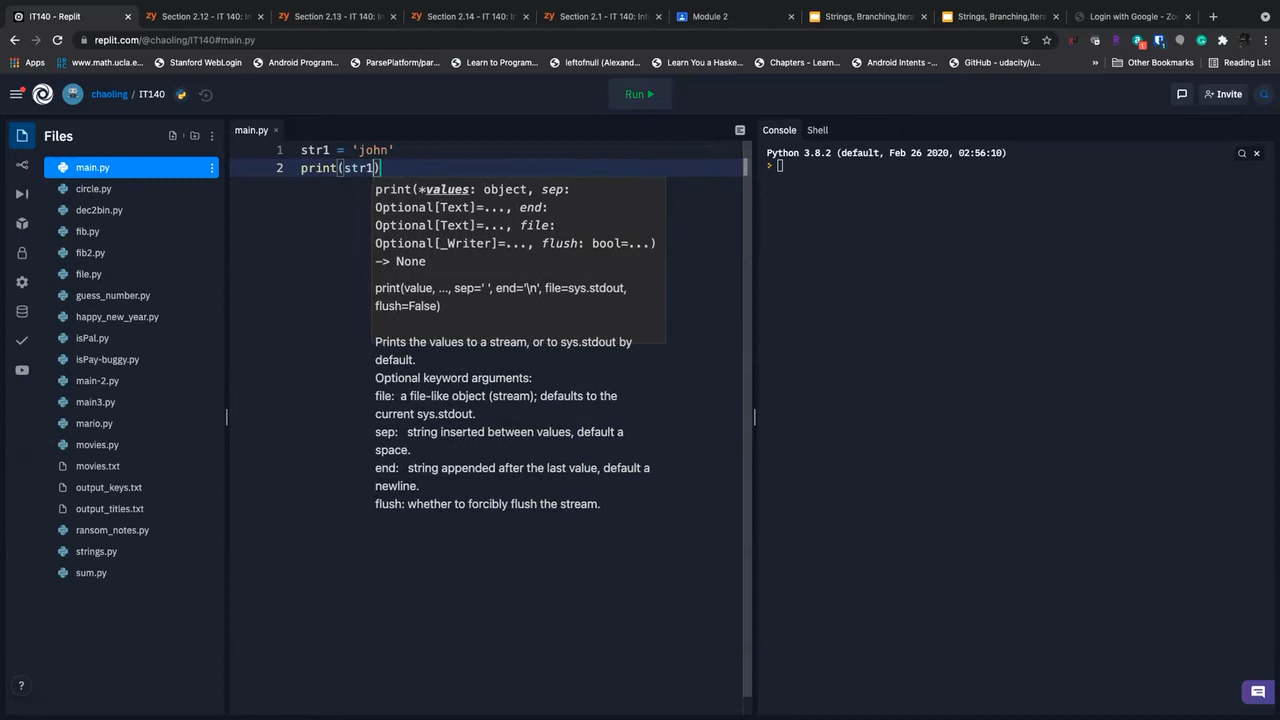 IT140 - Replit
Section 2.12 - IT 140: Int
Section 2.13 - IT 140: Int
Section 2.14 - IT 140: Int
Section 2.1 - IT 140: Intr
Module 2
Strings, Branching,Itera
Strings, Branching,Itera
Login with Google - Zoo
replit.com/@chaoling/IT140#main.py
Apps
www.math.ucla.e...
Stanford WebLogin
Android Program...
ParsePlatform/par...
Learn to Program...
leftofnull (Alexand...
Learn You a Haske...
Chapters - Learn...
Android Intents -...
GitHub - udacity/u...
»
Other Bookmarks
Reading List
chaoling / IT140
Run
Invite
Files
main.py
circle.py
dec2bin.py
fib.py
fib2.py
file.py
guess_number.py
happy_new_year.py
isPal.py
isPay-buggy.py
main-2.py
main3.py
mario.py
movies.py
movies.txt
output_keys.txt
output_titles.txt
ransom_notes.py
strings.py
sum.py
main.py
1 str1 = 'john'
2 print(str1)
print(*values: object, sep:
Optional[Text]=..., end:
Optional[Text]=..., file:
Optional[_Writer]=..., flush: bool=...)
-> None
print(value, ..., sep=' ', end='\n', file=sys.stdout,
flush=False)
Prints the values to a stream, or to sys.stdout by
default.
Optional keyword arguments:
file: a file-like object (stream); defaults to the
current sys.stdout.
sep: string inserted between values, default a
space.
end: string appended after the last value, default a
newline.
flush: whether to forcibly flush the stream.
Console
Shell
Python 3.8.2 (default, Feb 26 2020, 02:56:10)
>
?